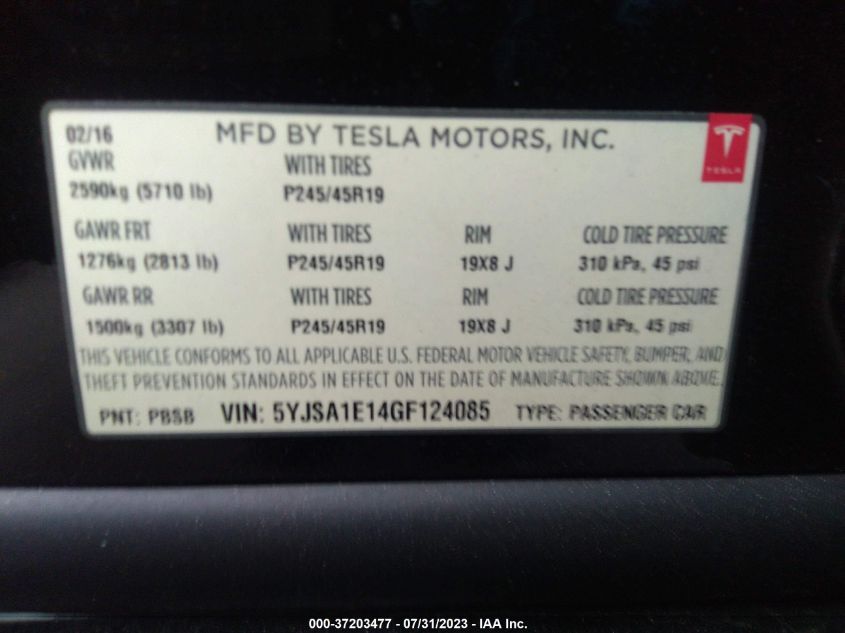 02/16 MFD BY TESLA MOTORS, INC.
TESLA
GVWR WITH TIRES
2590kg (5710 lb) P245/45R19
GAWR FRT WITH TIRES RIM COLD TIRE PRESSURE
1276kg (2813 lb) P245/45R19 19X8 J 310 kPa, 45 psi
GAWR RR WITH TIRES RIM COLD TIRE PRESSURE
1500kg (3307 lb) P245/45R19 19X8 J 310 kPa, 45 psi
THIS VEHICLE CONFORMS TO ALL APPLICABLE U.S. FEDERAL MOTOR VEHICLE SAFETY, BUMPER, AND
THEFT PREVENTION STANDARDS IN EFFECT ON THE DATE OF MANUFACTURE SHOWN ABOVE.
PNT: PBSB VIN: 5YJSA1E14GF124085 TYPE: PASSENGER CAR
000-37203477 - 07/31/2023 - IAA Inc.